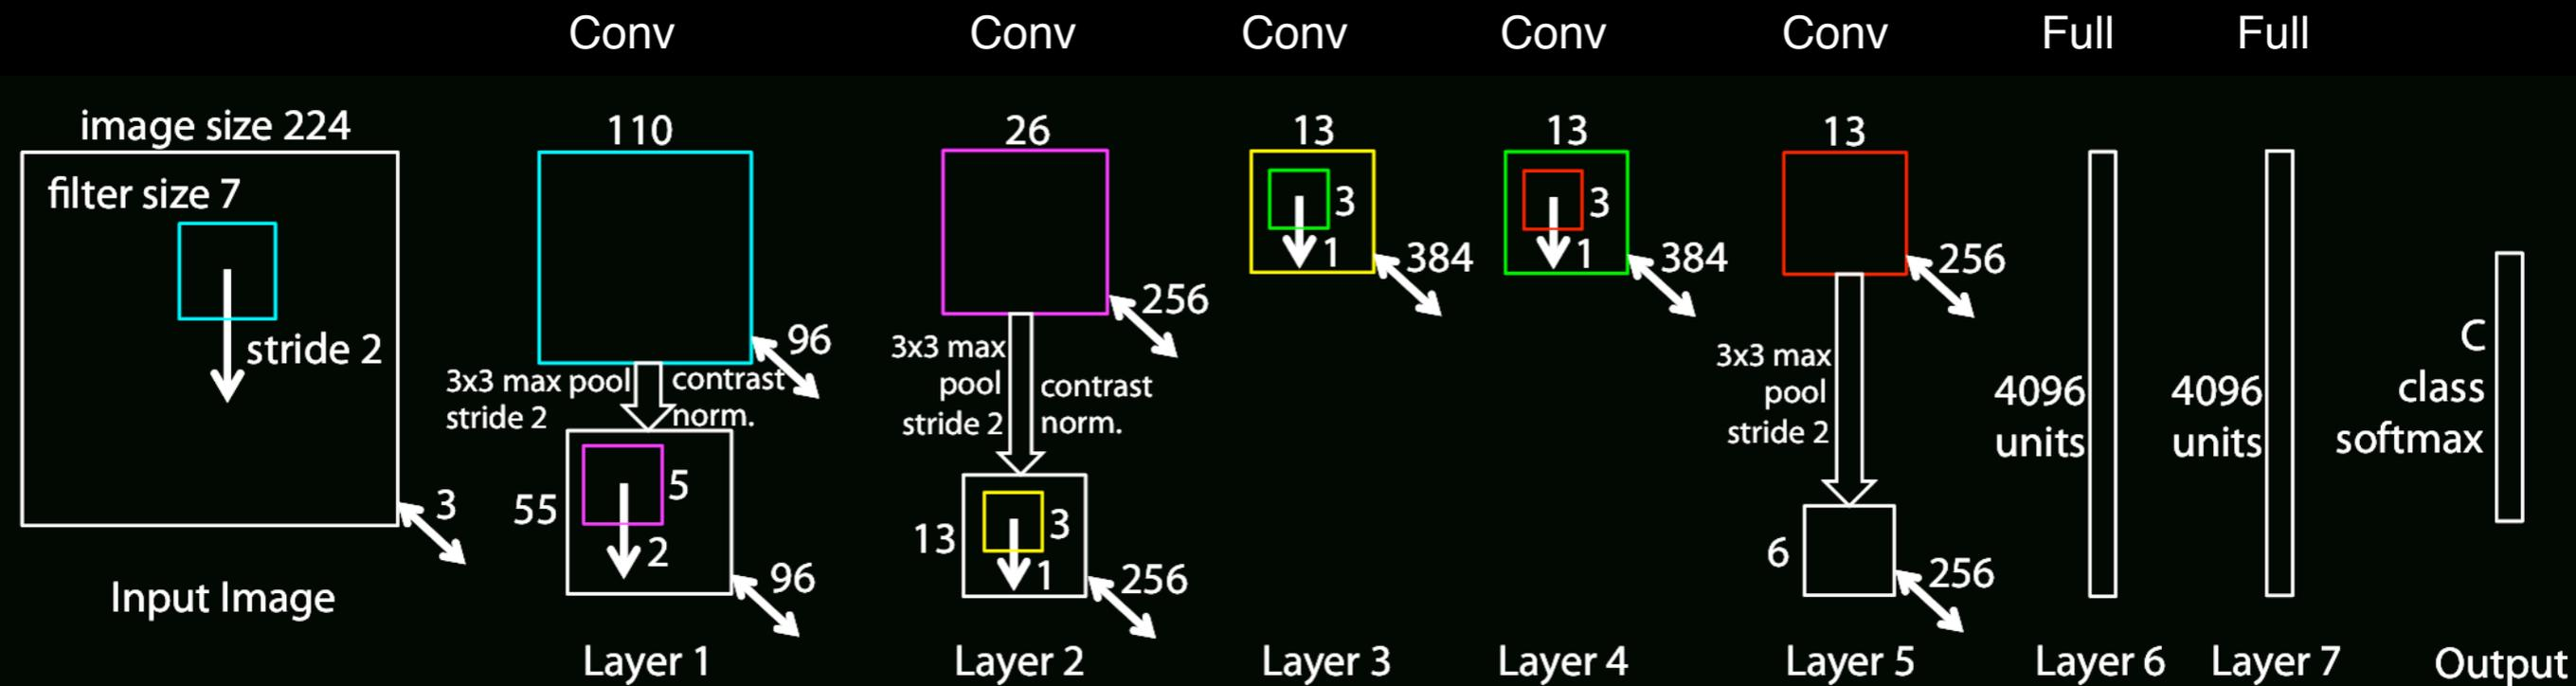 Conv
Conv
Conv
Conv
Conv
Full
Full
image size 224
filter size 7
stride 2
3
Input Image
110
96
3x3 max pool
stride 2
contrast
norm.
55
5
2
96
Layer 1
26
256
3x3 max
pool
stride 2
contrast
norm.
13
3
1
256
Layer 2
13
3
1
384
Layer 3
13
3
1
384
Layer 4
13
256
3x3 max
pool
stride 2
6
256
Layer 5
4096
units
Layer 6
4096
units
Layer 7
C
class
softmax
Output